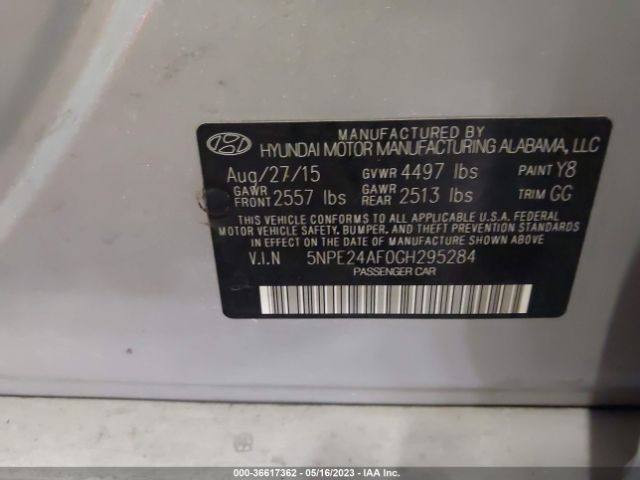 MANUFACTURED BY
HYUNDAI MOTOR MANUFACTURING ALABAMA, LLC
Aug/27/15 GVWR 4497 lbs PAINT Y8
GAWR FRONT 2557 lbs GAWR REAR 2513 lbs TRIM GG
THIS VEHICLE CONFORMS TO ALL APPLICABLE U.S.A. FEDERAL
MOTOR VEHICLE SAFETY, BUMPER, AND THEFT PREVENTION STANDARDS
IN EFFECT ON THE DATE OF MANUFACTURE SHOWN ABOVE
V.I.N 5NPE24AF0GH295284
PASSENGER CAR
000-36617362 - 05/16/2023 - IAA Inc.